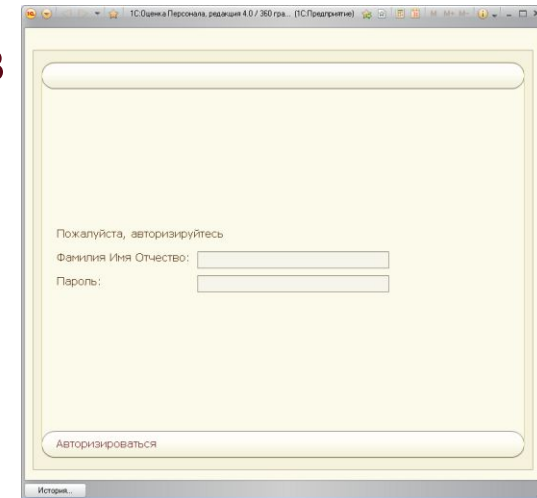 в
1С:Оценка Персонала, редакция 4.0 / 360 гра... (1С:Предприятие)
M M+ M-
Пожалуйста, авторизируйтесь
Фамилия Имя Отчество:
Пароль:
Авторизироваться
История...